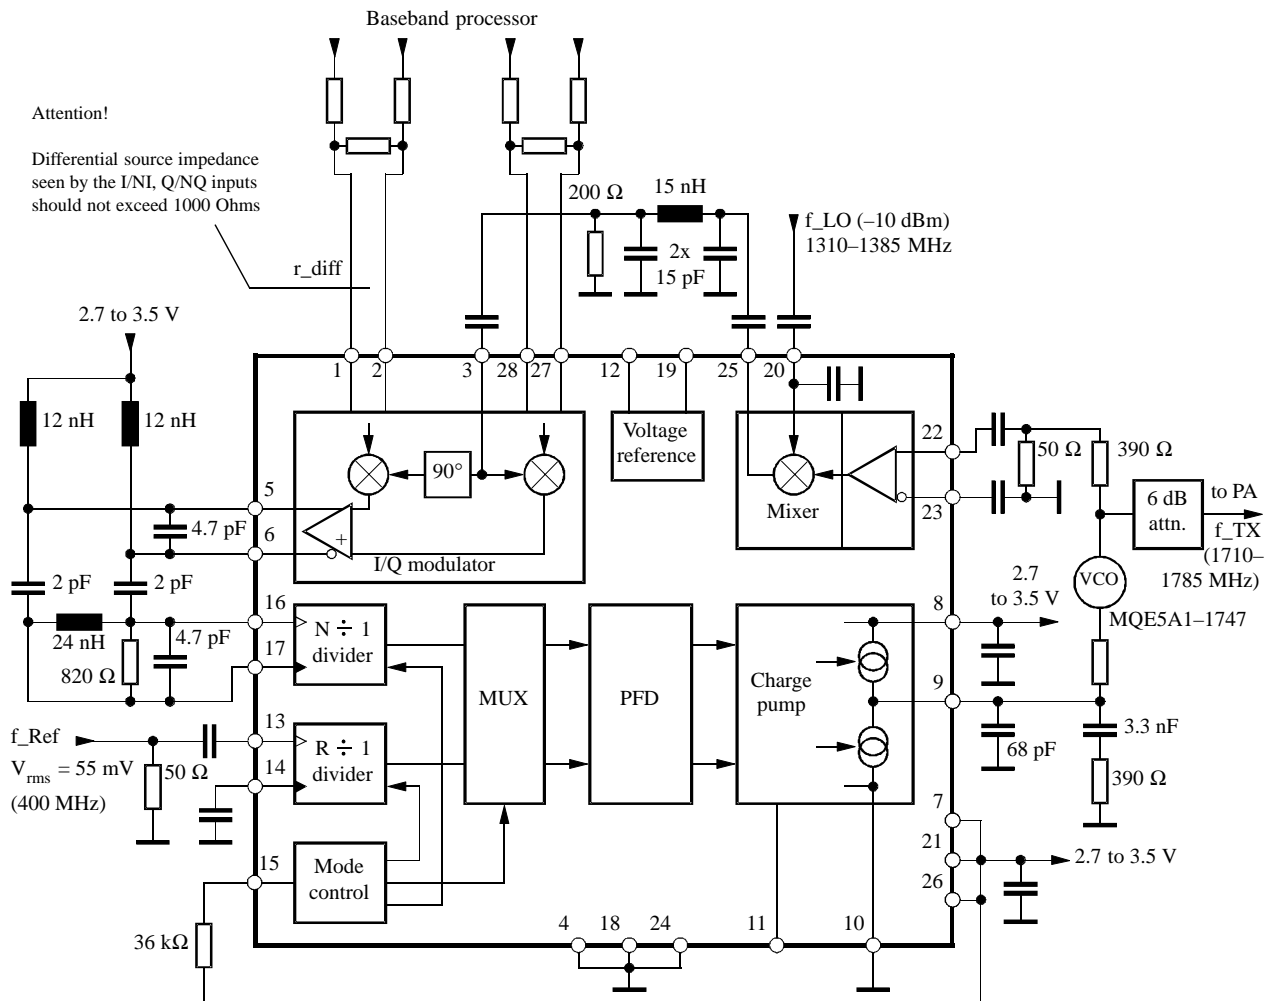 Baseband processor
Attention!
Differential source impedance
seen by the I/NI, Q/NQ inputs
should not exceed 1000 Ohms
r_diff
200 Ω
15 nH
2x
15 pF
f_LO (–10 dBm)
1310–1385 MHz
2.7 to 3.5 V
1
2
3
28
27
12
19
25
20
12 nH
12 nH
90°
Voltage
reference
Mixer
22
23
50 Ω
390 Ω
6 dB
attn.
to PA
f_TX
(1710–
1785 MHz)
5
6
4.7 pF
+
I/Q modulator
2 pF
2 pF
VCO
MQE5A1–1747
2.7
to 3.5 V
8
16
17
24 nH
4.7 pF
820 Ω
N ÷ 1
divider
MUX
PFD
Charge
pump
9
3.3 nF
68 pF
390 Ω
f_Ref
V_rms = 55 mV
(400 MHz)
50 Ω
13
14
R ÷ 1
divider
7
21
26
2.7 to 3.5 V
15
Mode
control
36 kΩ
4
18
24
11
10